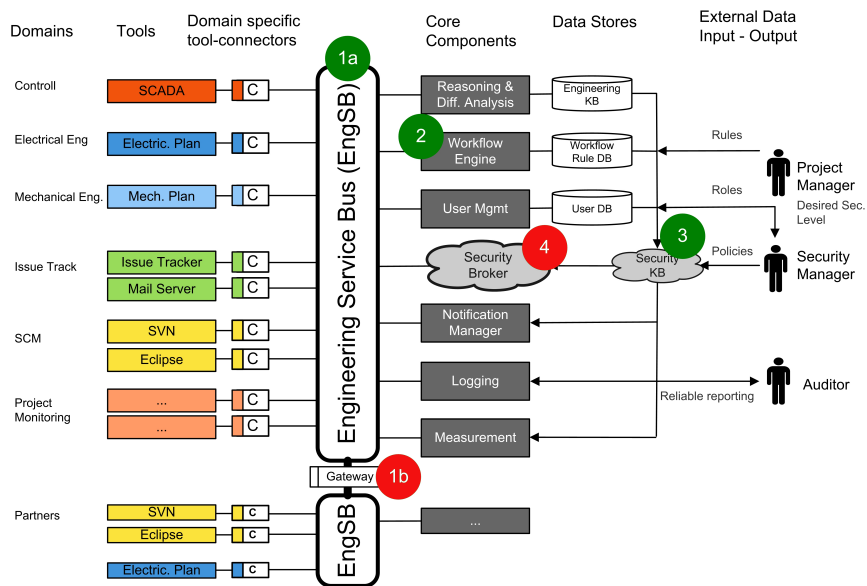 Domains
Tools
Domain specific
tool-connectors
Core
Components
Data Stores
External Data
Input - Output
1a
Controll
SCADA
C
Engineering Service Bus (EngSB)
Reasoning &
Diff. Analysis
Engineering
KB
Electrical Eng
Electric. Plan
C
2
Workflow
Engine
Workflow
Rule DB
Rules
Project
Manager
Mechanical Eng.
Mech. Plan
C
User Mgmt
User DB
Roles
Desired Sec.
Level
Issue Track
Issue Tracker
C
Mail Server
C
Security
Broker
4
3
Security
KB
Policies
Security
Manager
SCM
SVN
C
Eclipse
C
Notification
Manager
Project
Monitoring
...
C
...
C
Logging
Reliable reporting
Auditor
Measurement
Gateway
1b
Partners
SVN
C
Eclipse
C
Electric. Plan
C
EngSB
...